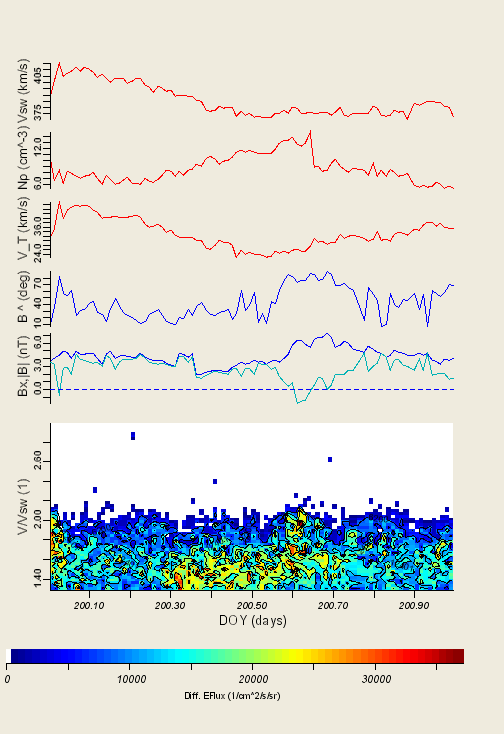 Vsw (km/s)
405
375
Np (cm^-3)
12.0
6.0
V_T (km/s)
36.0
24.0
B ^ (deg)
70
40
10
Bx,|B| (nT)
6.0
3.0
0.0
V/Vsw (1)
2.60
2.00
1.40
200.10 200.30 200.50 200.70 200.90
DOY (days)
0 10000 20000 30000
Diff. EFlux (1/cm^2/s/sr)